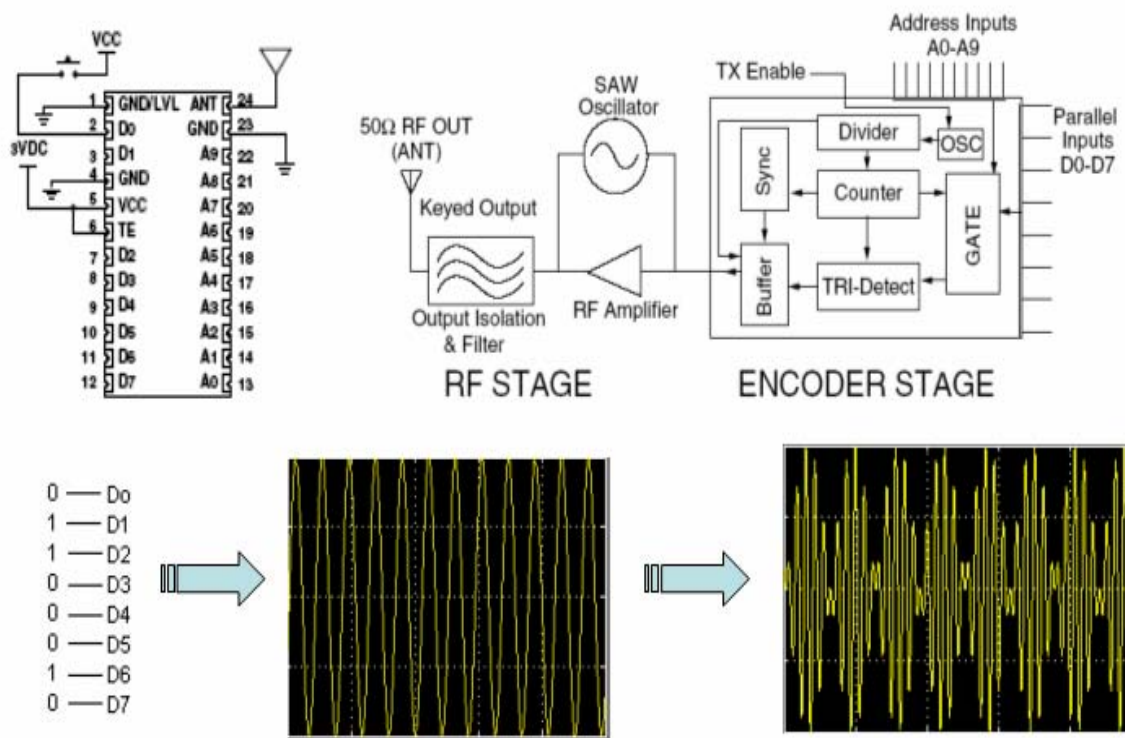 VCC
1 GND/LVL ANT 24
2 Do GND 23
3VDC
3 D1 A9 22
4 GND A8 21
5 VCC A7 20
6 TE A6 19
7 D2 A5 18
8 D3 A4 17
9 D4 A3 16
10 D5 A2 15
11 D6 A1 14
12 D7 A0 13
50Ω RF OUT
(ANT)
Keyed Output
Output Isolation
& Filter
SAW
Oscillator
RF Amplifier
RF STAGE
Address Inputs
A0-A9
TX Enable
Parallel
Inputs
D0-D7
Divider
OSC
Sync
Counter
GATE
Buffer
TRI-Detect
ENCODER STAGE
0 — Do
1 — D1
1 — D2
0 — D3
0 — D4
0 — D5
1 — D6
0 — D7